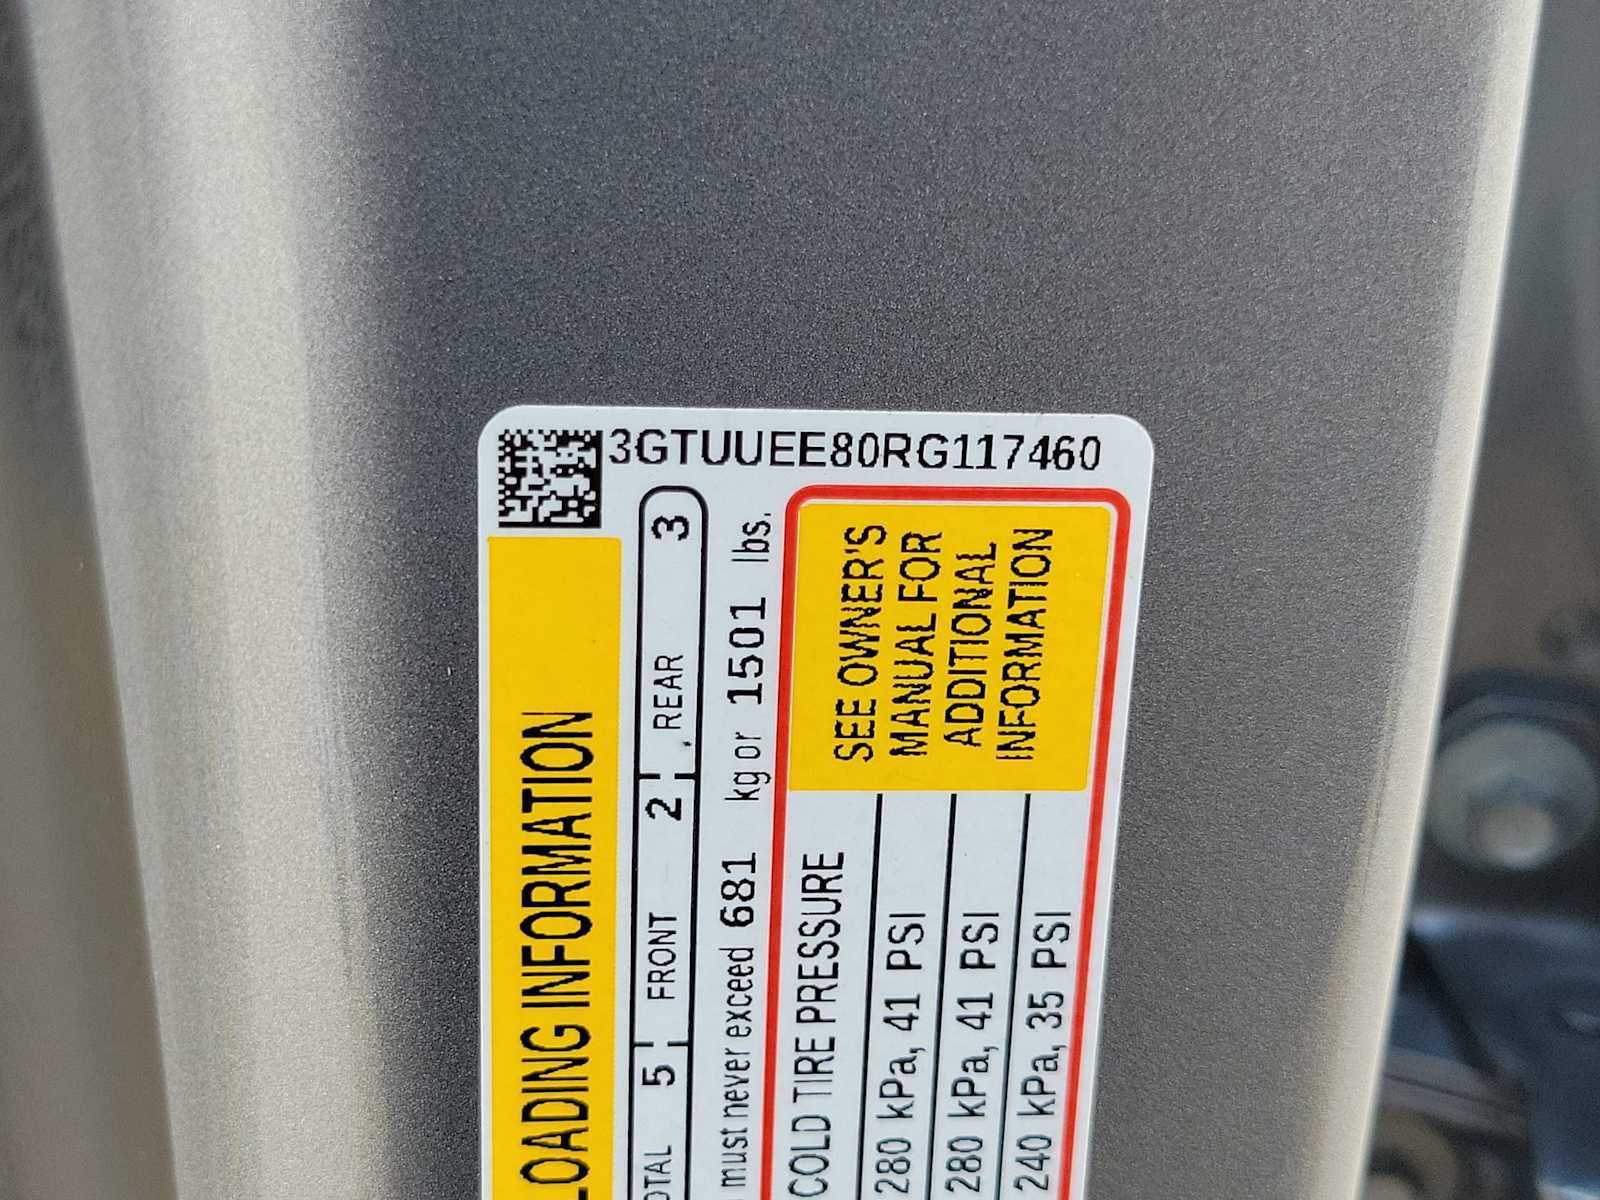 3GTUUEE80RG117460
LOADING INFORMATION
5 FRONT 2 REAR 3
must never exceed 681 kg or 1501 lbs.
COLD TIRE PRESSURE
280 kPa, 41 PSI
280 kPa, 41 PSI
240 kPa, 35 PSI
SEE OWNER'S
MANUAL FOR
ADDITIONAL
INFORMATION